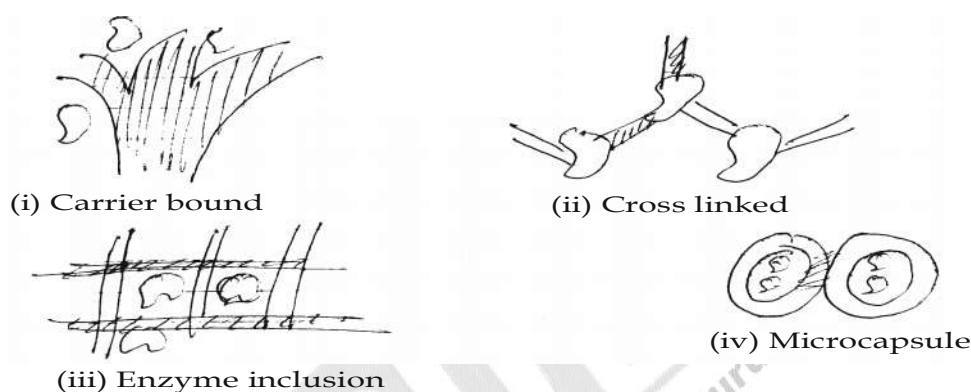 (i) Carrier bound
(ii) Cross linked
(iii) Enzyme inclusion
(iv) Microcapsule